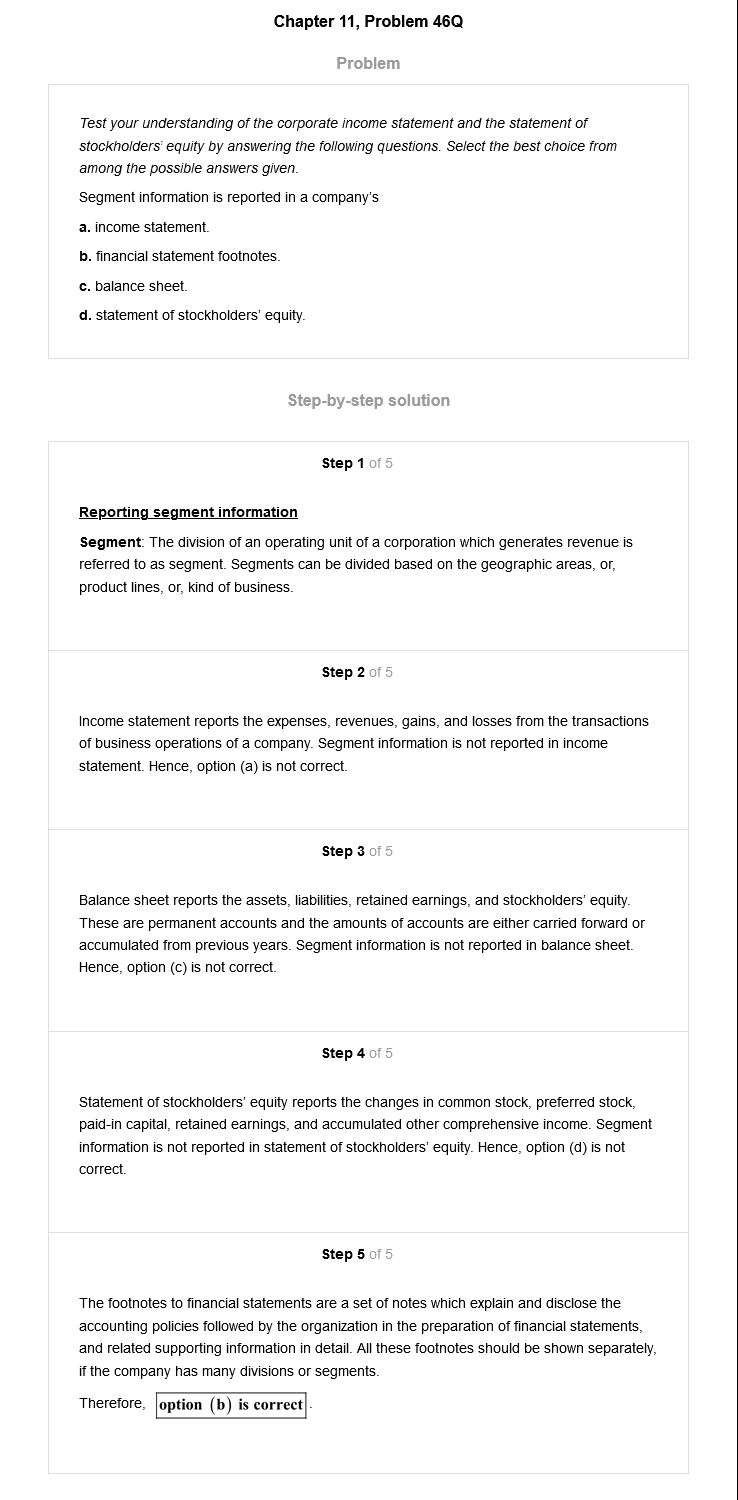 Chapter 11, Problem 46Q
Problem
Test your understanding of the corporate income statement and the statement of
stockholders' equity by answering the following questions. Select the best choice from
among the possible answers given.
Segment information is reported in a company's
a. income statement.
b. financial statement footnotes.
c. balance sheet.
d. statement of stockholders' equity.
Step-by-step solution
Step 1 of 5
Reporting segment information
Segment: The division of an operating unit of a corporation which generates revenue is
referred to as segment. Segments can be divided based on the geographic areas, or,
product lines, or, kind of business.
Step 2 of 5
Income statement reports the expenses, revenues, gains, and losses from the transactions
of business operations of a company. Segment information is not reported in income
statement. Hence, option (a) is not correct.
Step 3 of 5
Balance sheet reports the assets, liabilities, retained earnings, and stockholders' equity.
These are permanent accounts and the amounts of accounts are either carried forward or
accumulated from previous years. Segment information is not reported in balance sheet.
Hence, option (c) is not correct.
Step 4 of 5
Statement of stockholders' equity reports the changes in common stock, preferred stock,
paid-in capital, retained earnings, and accumulated other comprehensive income. Segment
information is not reported in statement of stockholders' equity. Hence, option (d) is not
correct.
Step 5 of 5
The footnotes to financial statements are a set of notes which explain and disclose the
accounting policies followed by the organization in the preparation of financial statements,
and related supporting information in detail. All these footnotes should be shown separately,
if the company has many divisions or segments.
Therefore, option (b) is correct.